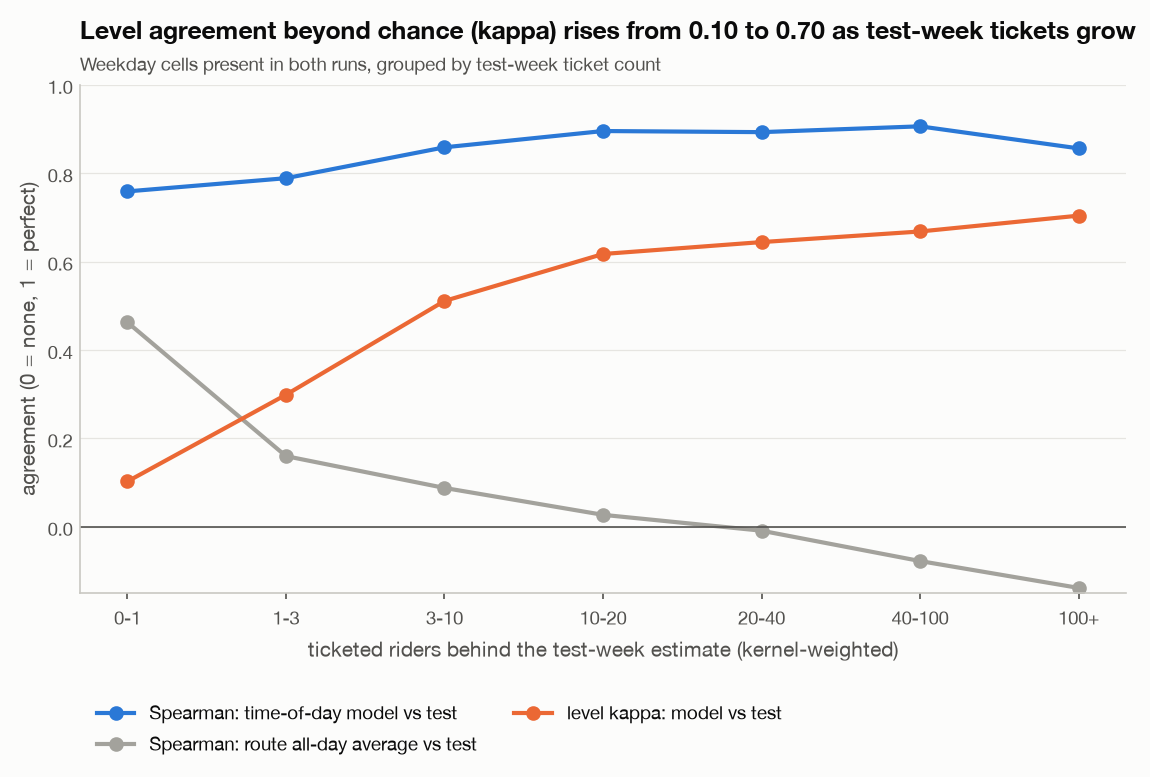 Level agreement beyond chance (kappa) rises from 0.10 to 0.70 as test-week tickets grow
Weekday cells present in both runs, grouped by test-week ticket count
agreement (0 = none, 1 = perfect)
1.0
0.8
0.6
0.4
0.2
0.0
0-1 1-3 3-10 10-20 20-40 40-100 100+
ticketed riders behind the test-week estimate (kernel-weighted)
Spearman: time-of-day model vs test level kappa: model vs test
Spearman: route all-day average vs test